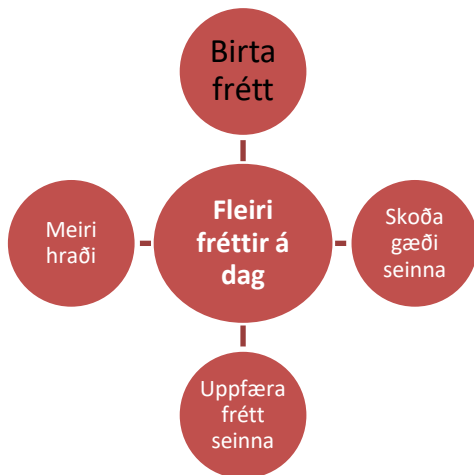 Birta
frétt
Meiri
hraði
Fleiri
fréttir á
dag
Skoða
gæði
seinna
Uppfæra
frétt
seinna